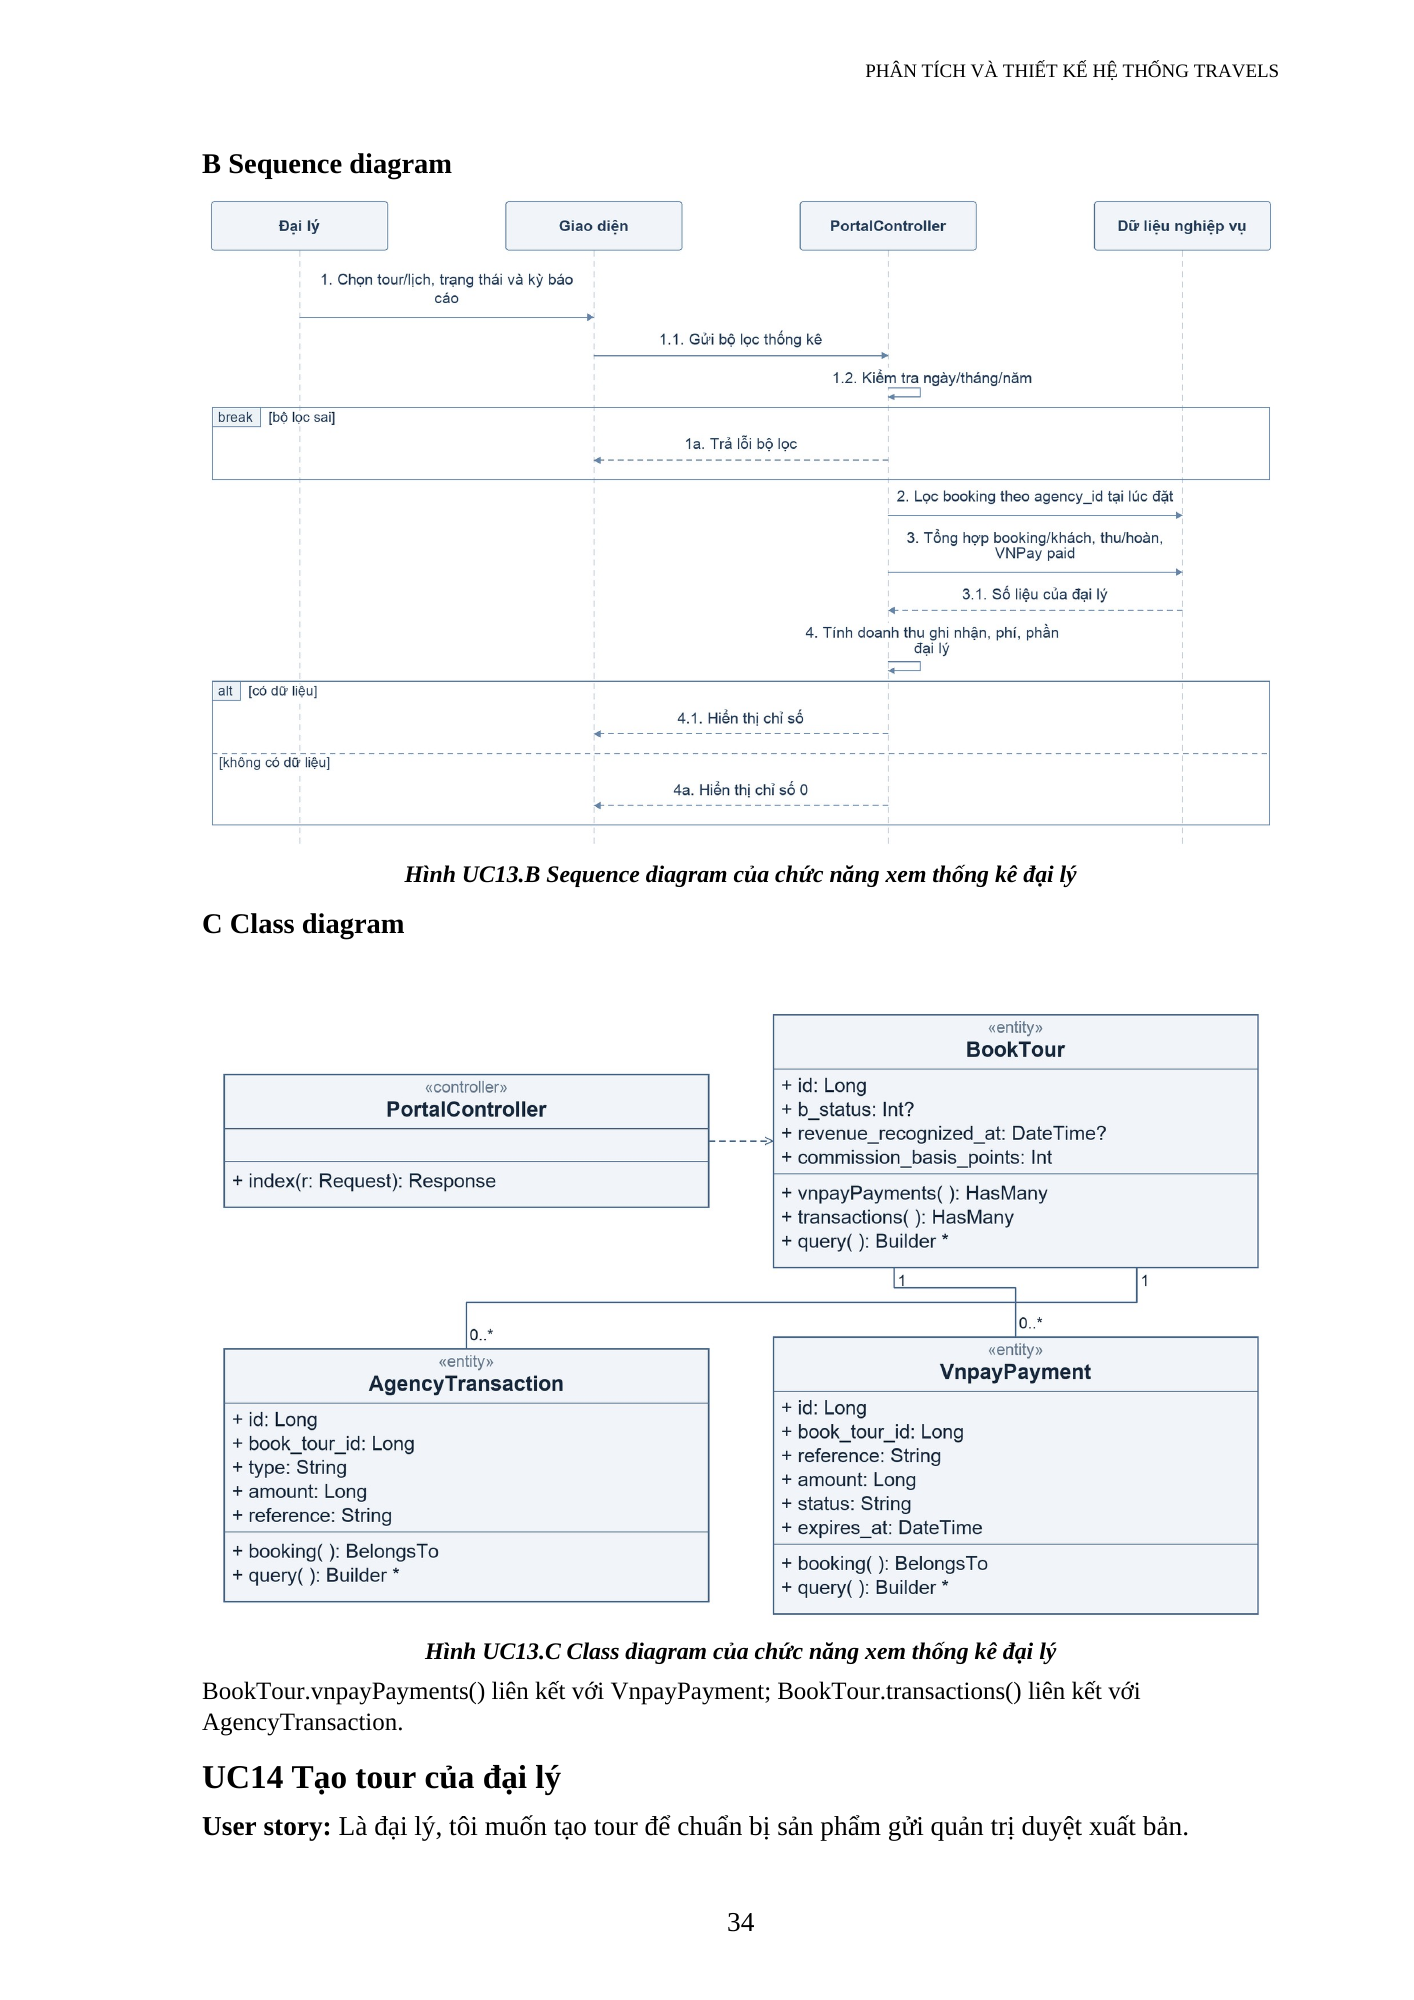 PHÂN TÍCH VÀ THIẾT KẾ HỆ THỐNG TRAVELS
B Sequence diagram
Đại lý
Giao diện
PortalController
Dữ liệu nghiệp vụ
1. Chọn tour/lịch, trạng thái và kỳ báo
cáo
1.1. Gửi bộ lọc thống kê
1.2. Kiểm tra ngày/tháng/năm
break [bộ lọc sai]
1a. Trả lỗi bộ lọc
2. Lọc booking theo agency_id tại lúc đặt
3. Tổng hợp booking/khách, thu/hoàn,
VNPay paid
3.1. Số liệu của đại lý
4. Tính doanh thu ghi nhận, phí, phần
đại lý
alt [có dữ liệu]
4.1. Hiển thị chỉ số
[không có dữ liệu]
4a. Hiển thị chỉ số 0
Hình UC13.B Sequence diagram của chức năng xem thống kê đại lý
C Class diagram
«controller»
PortalController
+ index(r: Request): Response
«entity»
BookTour
+ id: Long
+ b_status: Int?
+ revenue_recognized_at: DateTime?
+ commission_basis_points: Int
+ vnpayPayments( ): HasMany
+ transactions( ): HasMany
+ query( ): Builder *
1
1
0..*
0..*
«entity»
AgencyTransaction
+ id: Long
+ book_tour_id: Long
+ type: String
+ amount: Long
+ reference: String
+ booking( ): BelongsTo
+ query( ): Builder *
«entity»
VnpayPayment
+ id: Long
+ book_tour_id: Long
+ reference: String
+ amount: Long
+ status: String
+ expires_at: DateTime
+ booking( ): BelongsTo
+ query( ): Builder *
Hình UC13.C Class diagram của chức năng xem thống kê đại lý
BookTour.vnpayPayments() liên kết với VnpayPayment; BookTour.transactions() liên kết với
AgencyTransaction.
UC14 Tạo tour của đại lý
User story: Là đại lý, tôi muốn tạo tour để chuẩn bị sản phẩm gửi quản trị duyệt xuất bản.
34